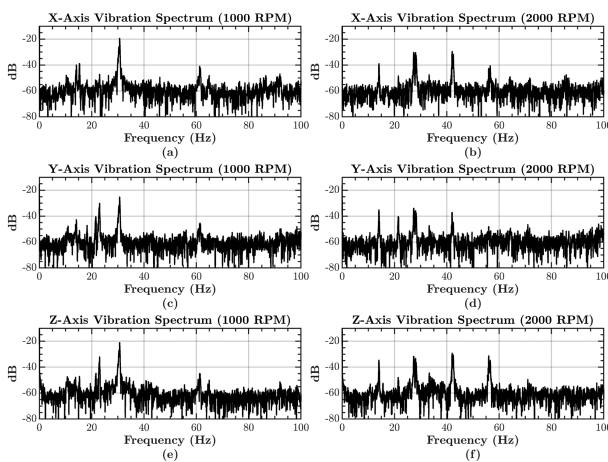 X-Axis Vibration Spectrum (1000 RPM)
X-Axis Vibration Spectrum (2000 RPM)
-20
-40
-60
-80
dB
0 20 40 60 80 100
Frequency (Hz)
(a)
-20
-40
-60
-80
dB
0 20 40 60 80 100
Frequency (Hz)
(b)
Y-Axis Vibration Spectrum (1000 RPM)
Y-Axis Vibration Spectrum (2000 RPM)
-20
-40
-60
-80
dB
0 20 40 60 80 100
Frequency (Hz)
(c)
-20
-40
-60
-80
dB
0 20 40 60 80 100
Frequency (Hz)
(d)
Z-Axis Vibration Spectrum (1000 RPM)
Z-Axis Vibration Spectrum (2000 RPM)
-20
-40
-60
-80
dB
0 20 40 60 80 100
Frequency (Hz)
(e)
-20
-40
-60
-80
dB
0 20 40 60 80 100
Frequency (Hz)
(f)